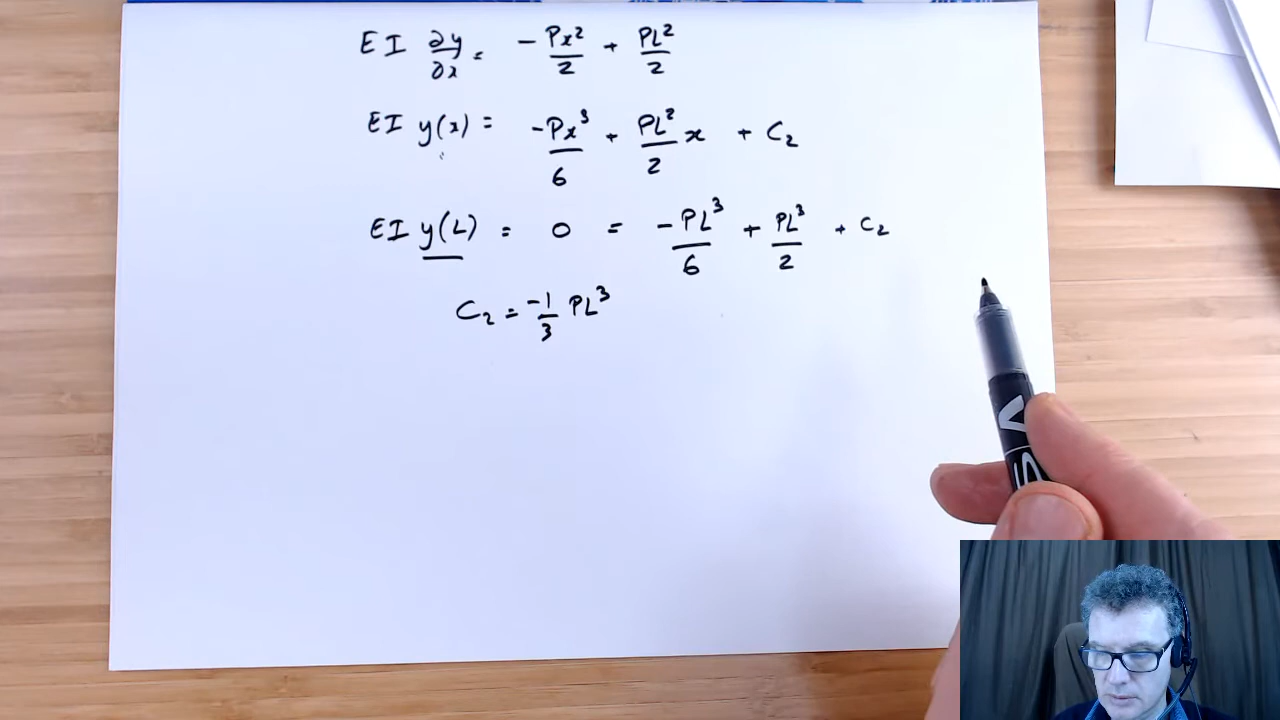 EI ∂y/∂x = - Px²/2 + PL²/2
EI y(x) = -Px³/6 + PL²/2 x + C₂
EI y(L) = 0 = - PL³/6 + PL³/2 + C₂
C₂ = -1/3 PL³